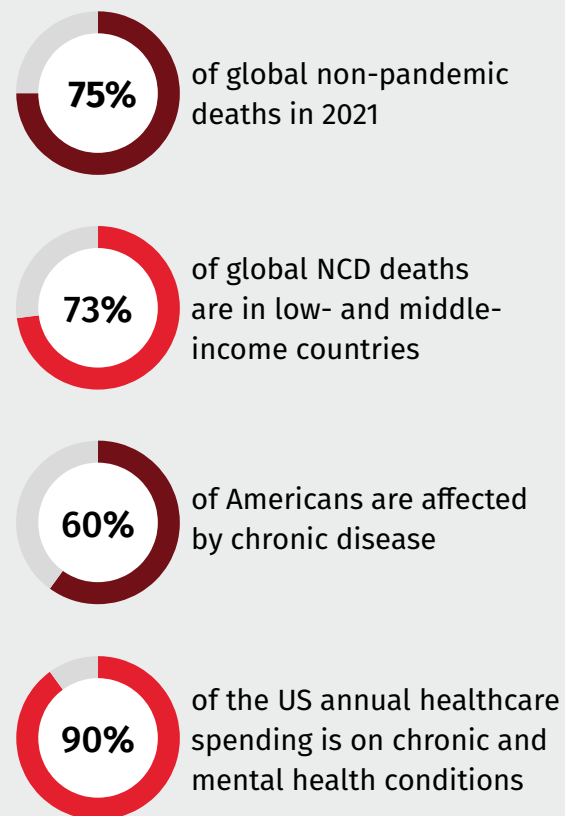 75%
of global non-pandemic
deaths in 2021
73%
of global NCD deaths
are in low- and middle-
income countries
60%
of Americans are affected
by chronic disease
90%
of the US annual healthcare
spending is on chronic and
mental health conditions